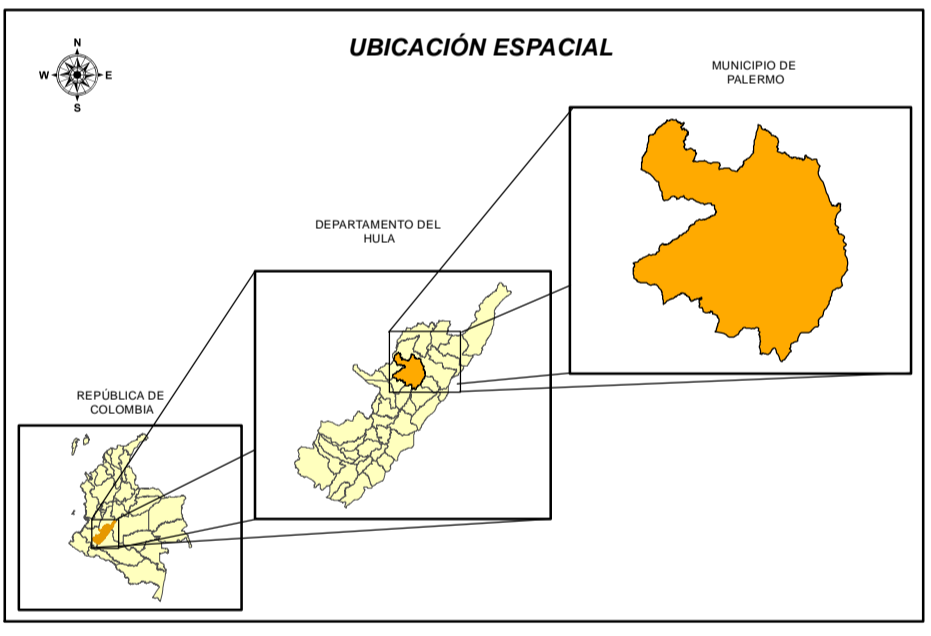 UBICACIÓN ESPACIAL
N
W E
S
MUNICIPIO DE
PALERMO
DEPARTAMENTO DEL
HULA
REPÚBLICA DE
COLOMBIA